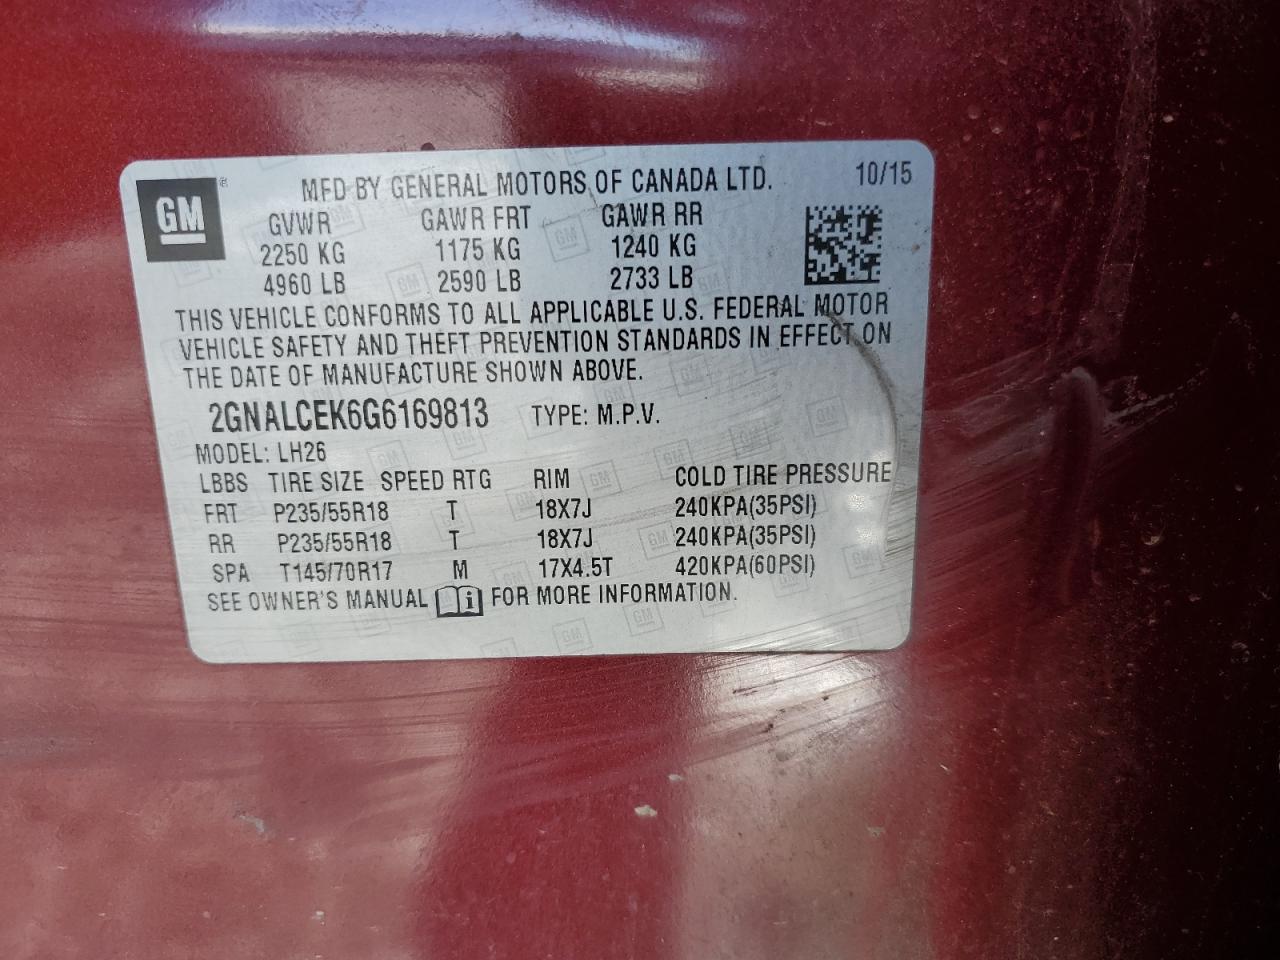 GM ®
MFD BY GENERAL MOTORS OF CANADA LTD. 10/15
GVWR GAWR FRT GAWR RR
2250 KG 1175 KG 1240 KG
4960 LB 2590 LB 2733 LB
THIS VEHICLE CONFORMS TO ALL APPLICABLE U.S. FEDERAL MOTOR
VEHICLE SAFETY AND THEFT PREVENTION STANDARDS IN EFFECT ON
THE DATE OF MANUFACTURE SHOWN ABOVE.
2GNALCEK6G6169813 TYPE: M.P.V.
MODEL: LH26
LBBS TIRE SIZE SPEED RTG RIM COLD TIRE PRESSURE
FRT P235/55R18 T 18X7J 240KPA(35PSI)
RR P235/55R18 T 18X7J 240KPA(35PSI)
SPA T145/70R17 M 17X4.5T 420KPA(60PSI)
SEE OWNER'S MANUAL i FOR MORE INFORMATION.